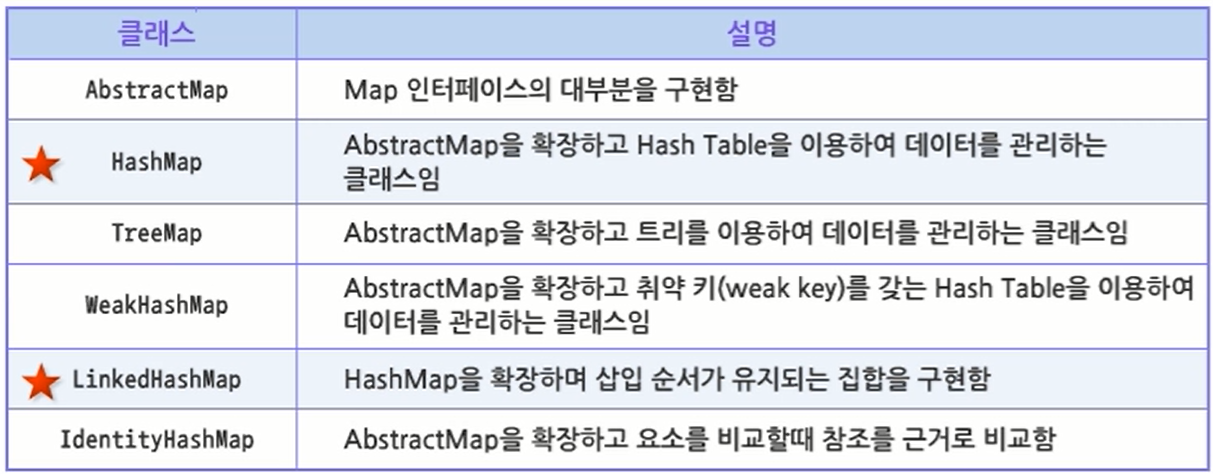 클래스 설명
AbstractMap Map 인터페이스의 대부분을 구현함
HashMap AbstractMap을 확장하고 Hash Table을 이용하여 데이터를 관리하는
클래스임
TreeMap AbstractMap을 확장하고 트리를 이용하여 데이터를 관리하는 클래스임
WeakHashMap AbstractMap을 확장하고 취약 키(weak key)를 갖는 Hash Table을 이용하여
데이터를 관리하는 클래스임
LinkedHashMap HashMap을 확장하며 삽입 순서가 유지되는 집합을 구현함
IdentityHashMap AbstractMap을 확장하고 요소를 비교할때 참조를 근거로 비교함